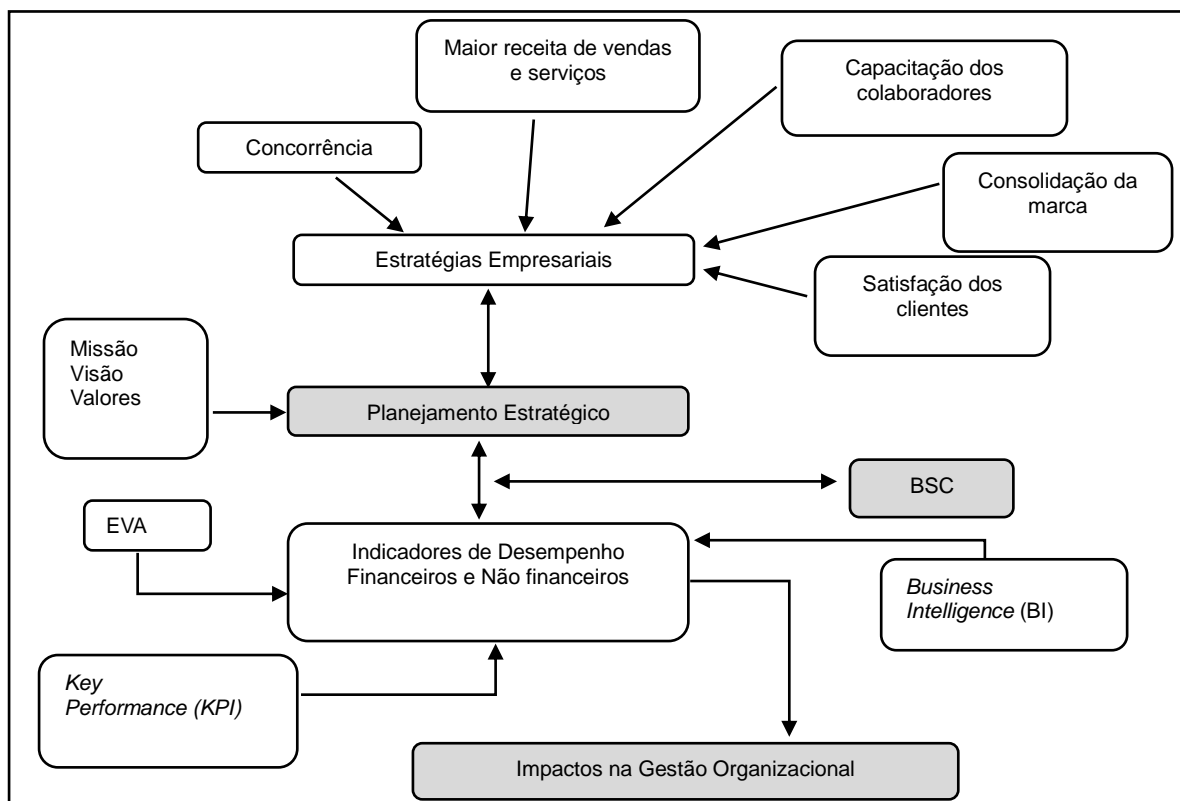 Maior receita de vendas
e serviços
Capacitação dos
colaboradores
Concorrência
Consolidação da
marca
Estratégias Empresariais
Satisfação dos
clientes
Missão
Visão
Valores
Planejamento Estratégico
BSC
EVA
Indicadores de Desempenho
Financeiros e Não financeiros
Business
Intelligence (BI)
Key
Performance (KPI)
Impactos na Gestão Organizacional